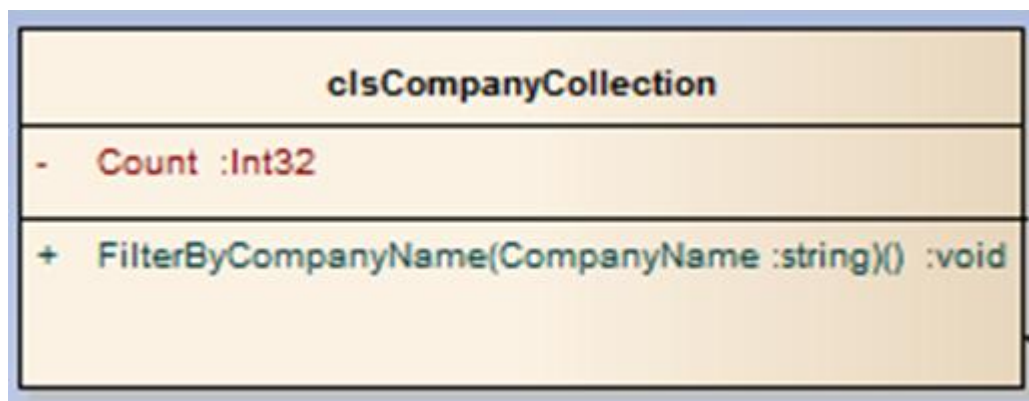 clsCompanyCollection
- Count :Int32
+ FilterByCompanyName(CompanyName :string)() :void